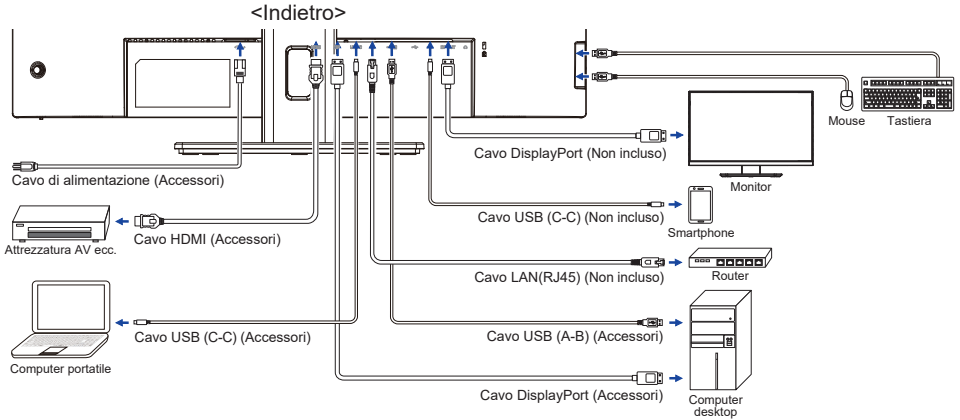 <Indietro>
Mouse
Tastiera
Cavo DisplayPort (Non incluso)
Monitor
Cavo di alimentazione (Accessori)
Cavo USB (C-C) (Non incluso)
Smartphone
Cavo HDMI (Accessori)
Attrezzatura AV ecc.
Cavo LAN(RJ45) (Non incluso)
Router
Cavo USB (C-C) (Accessori)
Cavo USB (A-B) (Accessori)
Computer portatile
Cavo DisplayPort (Accessori)
Computer
desktop